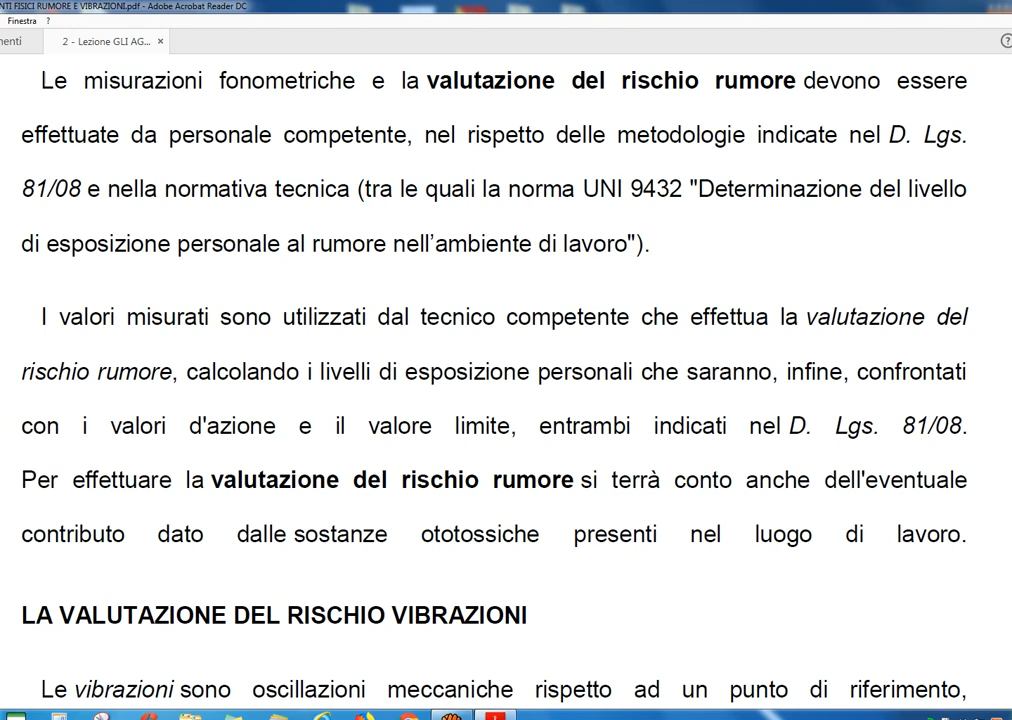 NTI FISICI RUMORE E VIBRAZIONI.pdf - Adobe Acrobat Reader DC
Finestra ?
menti 2 - Lezione GLI AG... × ?
Le misurazioni fonometriche e la valutazione del rischio rumore devono essere
effettuate da personale competente, nel rispetto delle metodologie indicate nel D. Lgs.
81/08 e nella normativa tecnica (tra le quali la norma UNI 9432 "Determinazione del livello
di esposizione personale al rumore nell’ambiente di lavoro").
I valori misurati sono utilizzati dal tecnico competente che effettua la valutazione del
rischio rumore, calcolando i livelli di esposizione personali che saranno, infine, confrontati
con i valori d'azione e il valore limite, entrambi indicati nel D. Lgs. 81/08.
Per effettuare la valutazione del rischio rumore si terrà conto anche dell'eventuale
contributo dato dalle sostanze ototossiche presenti nel luogo di lavoro.
LA VALUTAZIONE DEL RISCHIO VIBRAZIONI
Le vibrazioni sono oscillazioni meccaniche rispetto ad un punto di riferimento,